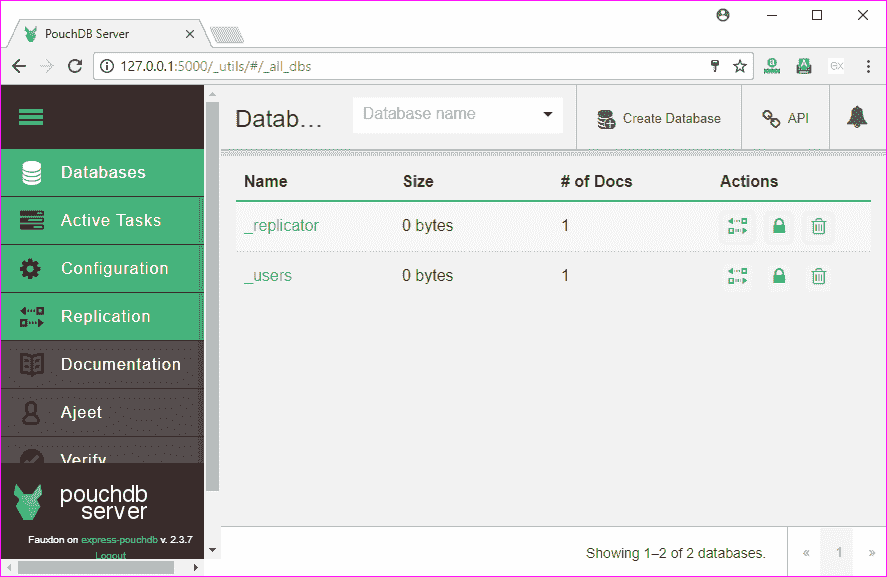 PouchDB Server
127.0.0.1:5000/_utils/#/_all_dbs
Datab...
Database name
Create Database
API
Databases
Active Tasks
Configuration
Replication
Documentation
Ajeet
Verify
pouchdb
server
Fauxton on express-pouchdb v. 2.3.7
Logout
Name Size # of Docs Actions
_replicator 0 bytes 1
_users 0 bytes 1
Showing 1–2 of 2 databases.
« 1 »